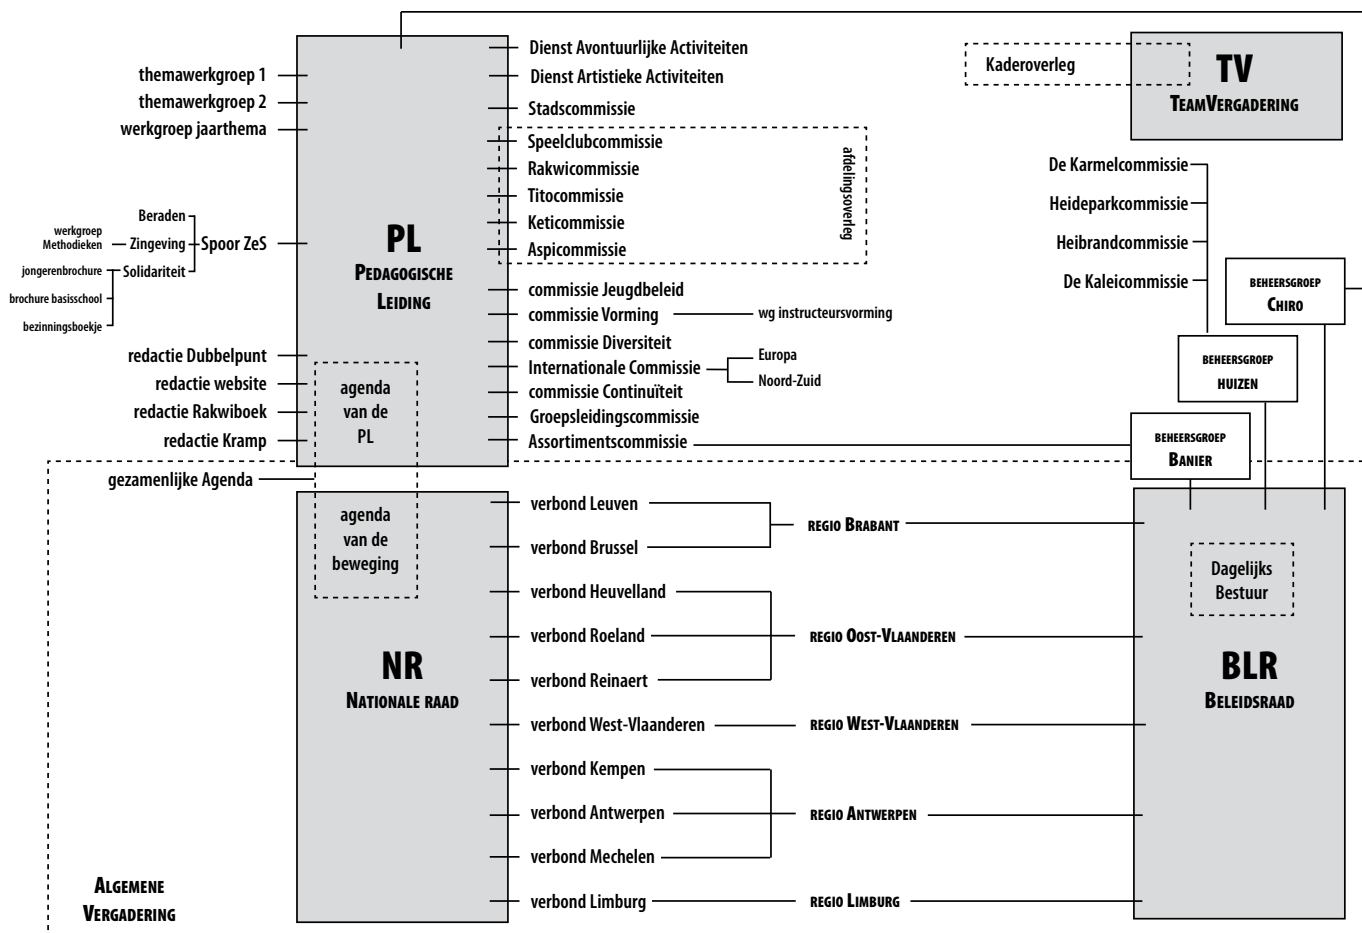 themawerkgroep 1
themawerkgroep 2
werkgroep jaarthema
Beraden
werkgroep
Methodieken
Zingeving
Spoor ZeS
jongerenbrochure
Solidariteit
brochure basisschool
bezinningsboekje
redactie Dubbelpunt
redactie website
redactie Rakwiboek
redactie Kramp
gezamenlijke Agenda
PL
Pedagogische
Leiding
agenda
van de
PL
Dienst Avontuurlijke Activiteiten
Dienst Artistieke Activiteiten
Stadscommissie
Speelclubcommissie
Rakwicommissie
Titocommissie
Keticommissie
Aspicommissie
afdelingsoverleg
commissie Jeugdbeleid
commissie Vorming
wg instructeursvorming
commissie Diversiteit
Internationale Commissie
Europa
Noord-Zuid
commissie Continuïteit
Groepsleidingscommissie
Assortimentscommissie
Kaderoverleg
TV
TeamVergadering
De Karmelcommissie
Heideparkcommissie
Heibrandcommissie
De Kaleicommissie
beheersgroep
Chiro
beheersgroep
huizen
beheersgroep
Banier
agenda
van de
beweging
NR
Nationale raad
verbond Leuven
verbond Brussel
verbond Heuvelland
verbond Roeland
verbond Reinaert
verbond West-Vlaanderen
verbond Kempen
verbond Antwerpen
verbond Mechelen
verbond Limburg
regio Brabant
regio Oost-Vlaanderen
regio West-Vlaanderen
regio Antwerpen
regio Limburg
Dagelijks
Bestuur
BLR
Beleidsraad
Algemene
Vergadering